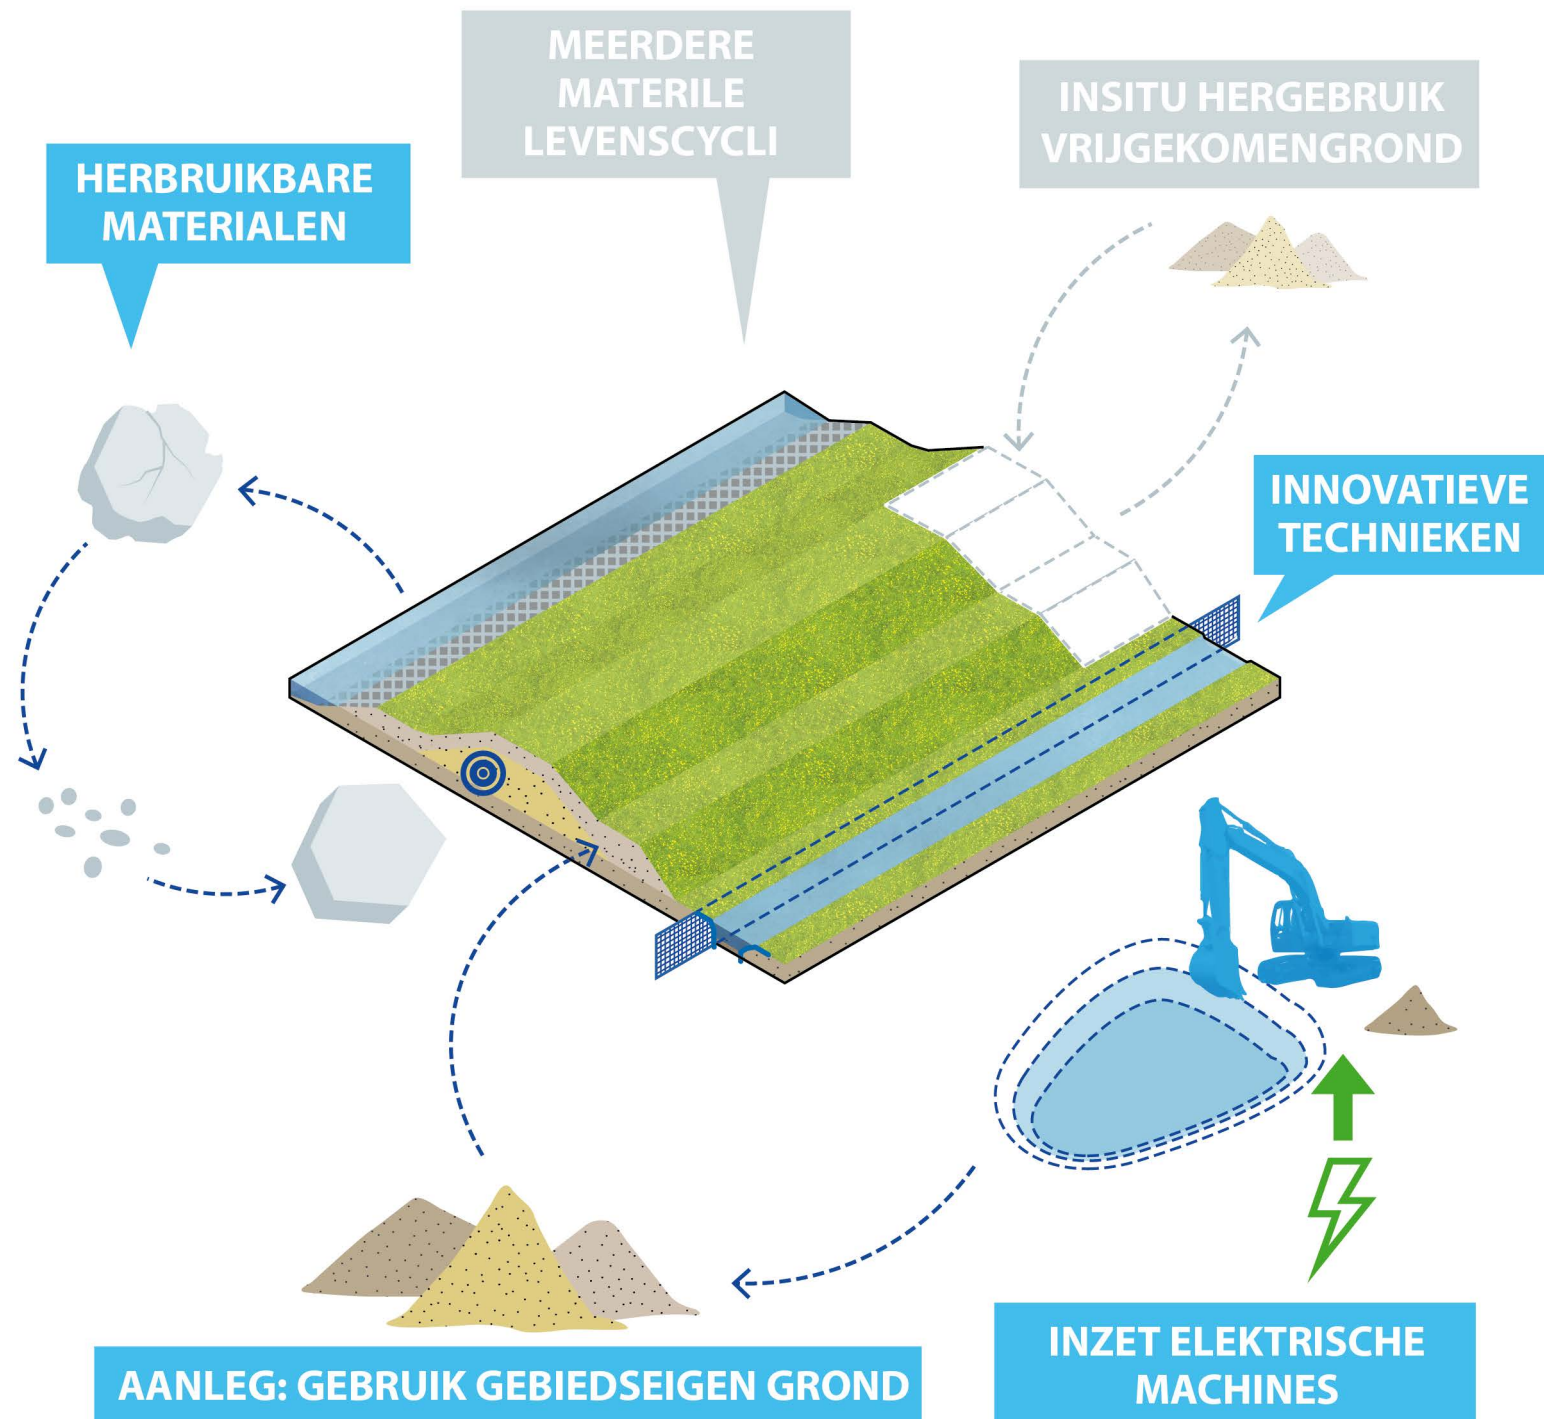 MEERDERE
MATERILE
LEVENSCYCLI
INSITU HERGEBRUIK
VRIJGEKOMENGROND
HERBRUIKBARE
MATERIALEN
INNOVATIEVE
TECHNIEKEN
AANLEG: GEBRUIK GEBIEDSEIGEN GROND
INZET ELEKTRISCHE
MACHINES